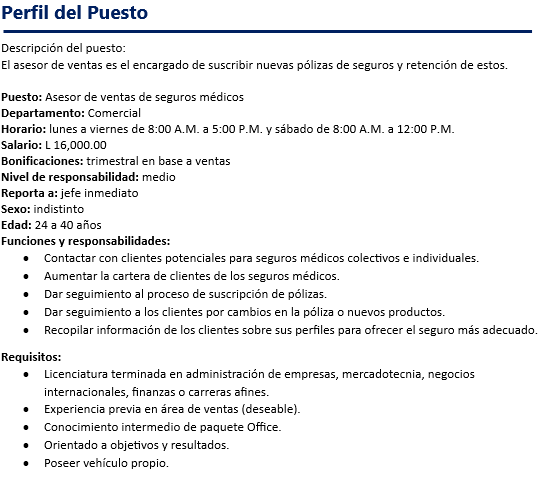 Perfil del Puesto
Descripción del puesto:
El asesor de ventas es el encargado de suscribir nuevas pólizas de seguros y retención de estos.
Puesto: Asesor de ventas de seguros médicos
Departamento: Comercial
Horario: lunes a viernes de 8:00 A.M. a 5:00 P.M. y sábado de 8:00 A.M. a 12:00 P.M.
Salario: L 16,000.00
Bonificaciones: trimestral en base a ventas
Nivel de responsabilidad: medio
Reporta a: jefe inmediato
Sexo: indistinto
Edad: 24 a 40 años
Funciones y responsabilidades:
• Contactar con clientes potenciales para seguros médicos colectivos e individuales.
• Aumentar la cartera de clientes de los seguros médicos.
• Dar seguimiento al proceso de suscripción de pólizas.
• Dar seguimiento a los clientes por cambios en la póliza o nuevos productos.
• Recopilar información de los clientes sobre sus perfiles para ofrecer el seguro más adecuado.
Requisitos:
• Licenciatura terminada en administración de empresas, mercadotecnia, negocios
internacionales, finanzas o carreras afines.
• Experiencia previa en área de ventas (deseable).
• Conocimiento intermedio de paquete Office.
• Orientado a objetivos y resultados.
• Poseer vehículo propio.